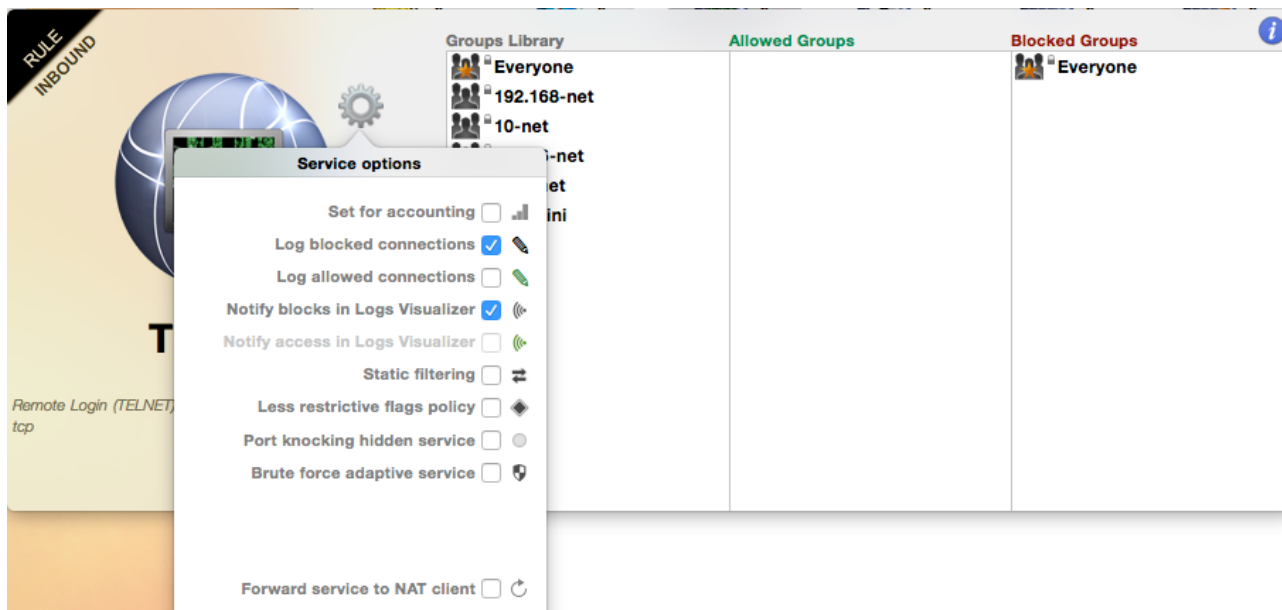 RULE
INBOUND
Groups Library
Allowed Groups
Blocked Groups
i
Everyone
Everyone
192.168-net
10-net
-net
Service options
et
ini
Set for accounting
Log blocked connections
Log allowed connections
Notify blocks in Logs Visualizer
T
Notify access in Logs Visualizer
Static filtering
Remote Login (TELNET)
Less restrictive flags policy
tcp
Port knocking hidden service
Brute force adaptive service
Forward service to NAT client